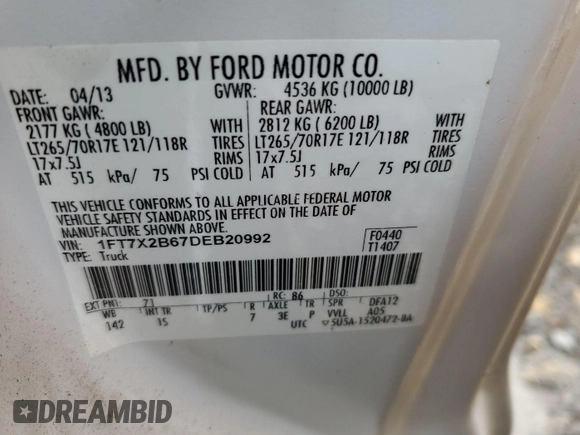 MFD. BY FORD MOTOR CO.
DATE: 04/13 GVWR: 4536 KG (10000 LB)
FRONT GAWR: REAR GAWR:
2177 KG ( 4800 LB) WITH 2812 KG ( 6200 LB) WITH
LT265/70R17E 121/118R TIRES LT265/70R17E 121/118R TIRES
17x7.5J RIMS 17x7.5J RIMS
AT 515 kPa/ 75 PSI COLD AT 515 kPa/ 75 PSI COLD
THIS VEHICLE CONFORMS TO ALL APPLICABLE FEDERAL MOTOR
VEHICLE SAFETY STANDARDS IN EFFECT ON THE DATE OF
MANUFACTURE SHOWN ABOVE.
VIN: 1FT7X2B67DEB20992 F0440
TYPE: Truck T1407
EXT PNT: Z1 RC: 86 DSO:
WB INT TR TP/PS R AXLE TR SPR DFA12
142 1S 7 3E P VVLL A05
UTC ▽5U5A-1520472-BA
DREAMBID